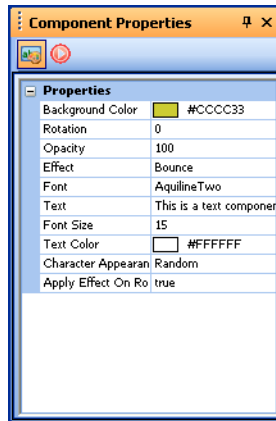 Component Properties
Properties
Background Color #CCCC33
Rotation 0
Opacity 100
Effect Bounce
Font AquilineTwo
Text This is a text componen
Font Size 15
Text Color #FFFFFF
Character Appearan Random
Apply Effect On Ro true